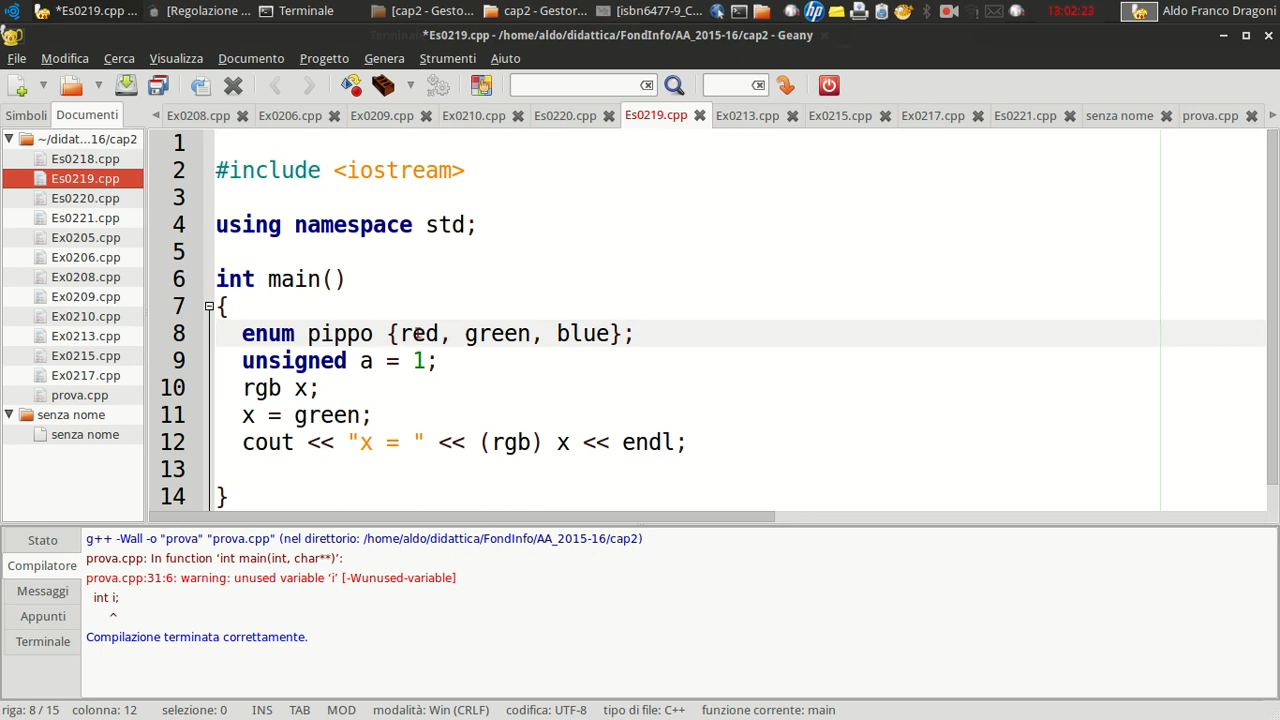 *Es0219.cpp ...
[Regolazione ...
Terminale
[cap2 - Gesto...
cap2 - Gestor...
[isbn6477-9_C...
13:02:23
Aldo Franco Dragoni
*Es0219.cpp - /home/aldo/didattica/FondInfo/AA_2015-16/cap2 - Geany
File Modifica Cerca Visualizza Documento Progetto Genera Strumenti Aiuto
Simboli Documenti
Ex0208.cpp Ex0206.cpp Ex0209.cpp Ex0210.cpp Es0220.cpp Es0219.cpp Ex0213.cpp Ex0215.cpp Ex0217.cpp Es0221.cpp senza nome prova.cpp
~/didat...16/cap2
Es0218.cpp
Es0219.cpp
Es0220.cpp
Es0221.cpp
Ex0205.cpp
Ex0206.cpp
Ex0208.cpp
Ex0209.cpp
Ex0210.cpp
Ex0213.cpp
Ex0215.cpp
Ex0217.cpp
prova.cpp
senza nome
senza nome
1
2 #include <iostream>
3
4 using namespace std;
5
6 int main()
7 {
8 enum pippo {red, green, blue};
9 unsigned a = 1;
10 rgb x;
11 x = green;
12 cout << "x = " << (rgb) x << endl;
13
14 }
Stato
Compilatore
Messaggi
Appunti
Terminale
g++ -Wall -o "prova" "prova.cpp" (nel direttorio: /home/aldo/didattica/FondInfo/AA_2015-16/cap2)
prova.cpp: In function ‘int main(int, char**)’:
prova.cpp:31:6: warning: unused variable ‘i’ [-Wunused-variable]
int i;
^
Compilazione terminata correttamente.
riga: 8 / 15 colonna: 12 selezione: 0 INS TAB MOD modalità: Win (CRLF) codifica: UTF-8 tipo di file: C++ funzione corrente: main